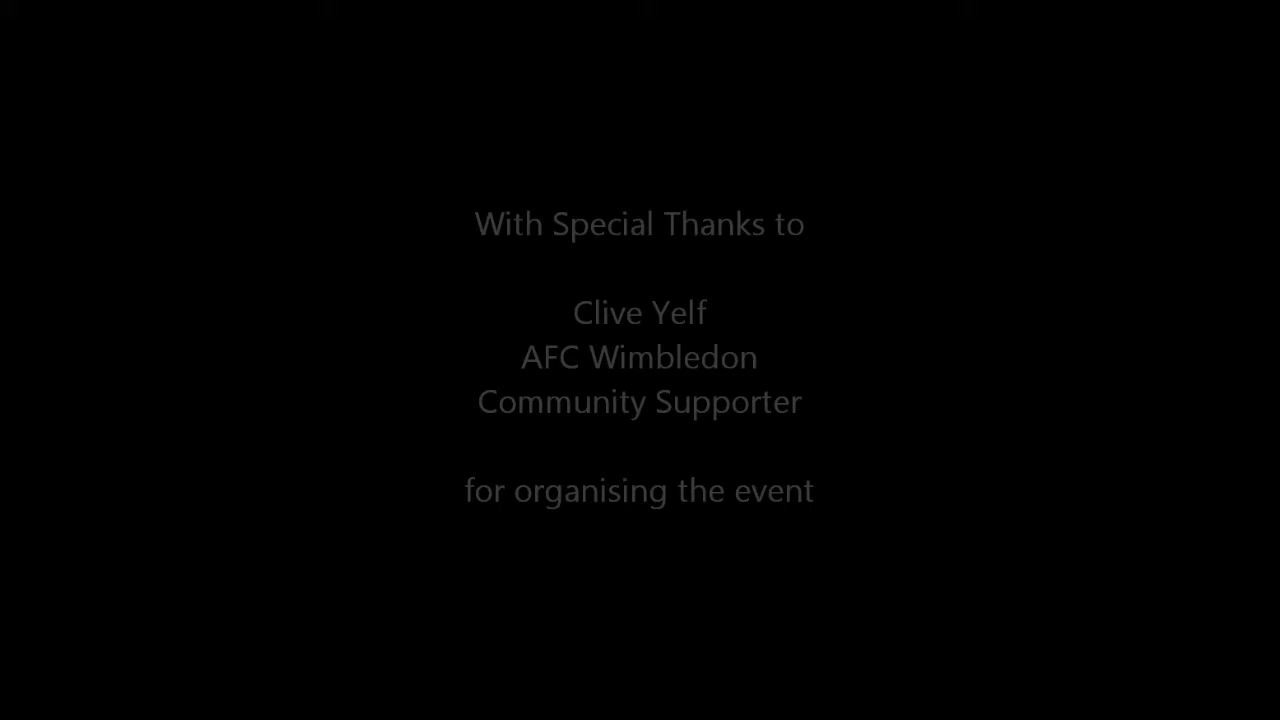 With Special Thanks to
Clive Yelf
AFC Wimbledon
Community Supporter
for organising the event